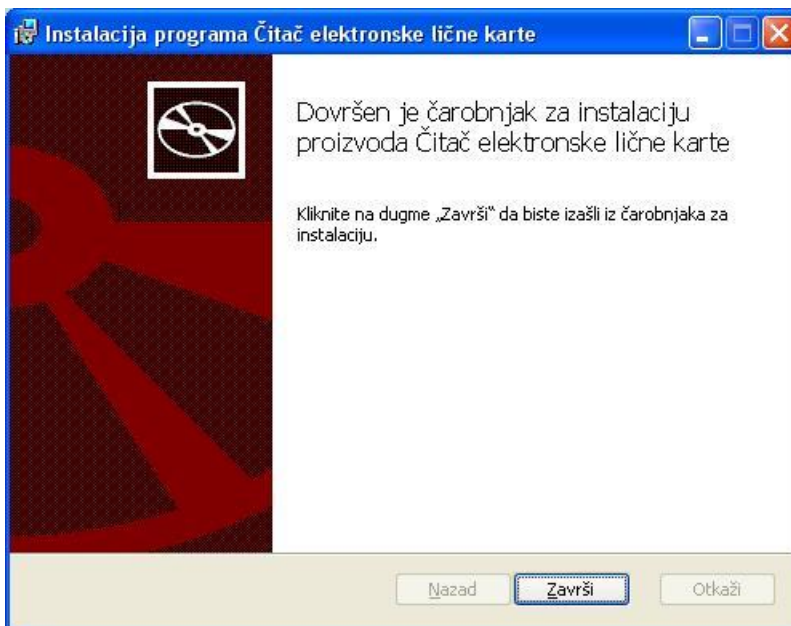 Instalacija programa Čitač elektronske lične karte
Dovršen je čarobnjak za instalaciju
proizvoda Čitač elektronske lične karte
Kliknite na dugme „Završi“ da biste izašli iz čarobnjaka za
instalaciju.
Nazad Završi Otkaži